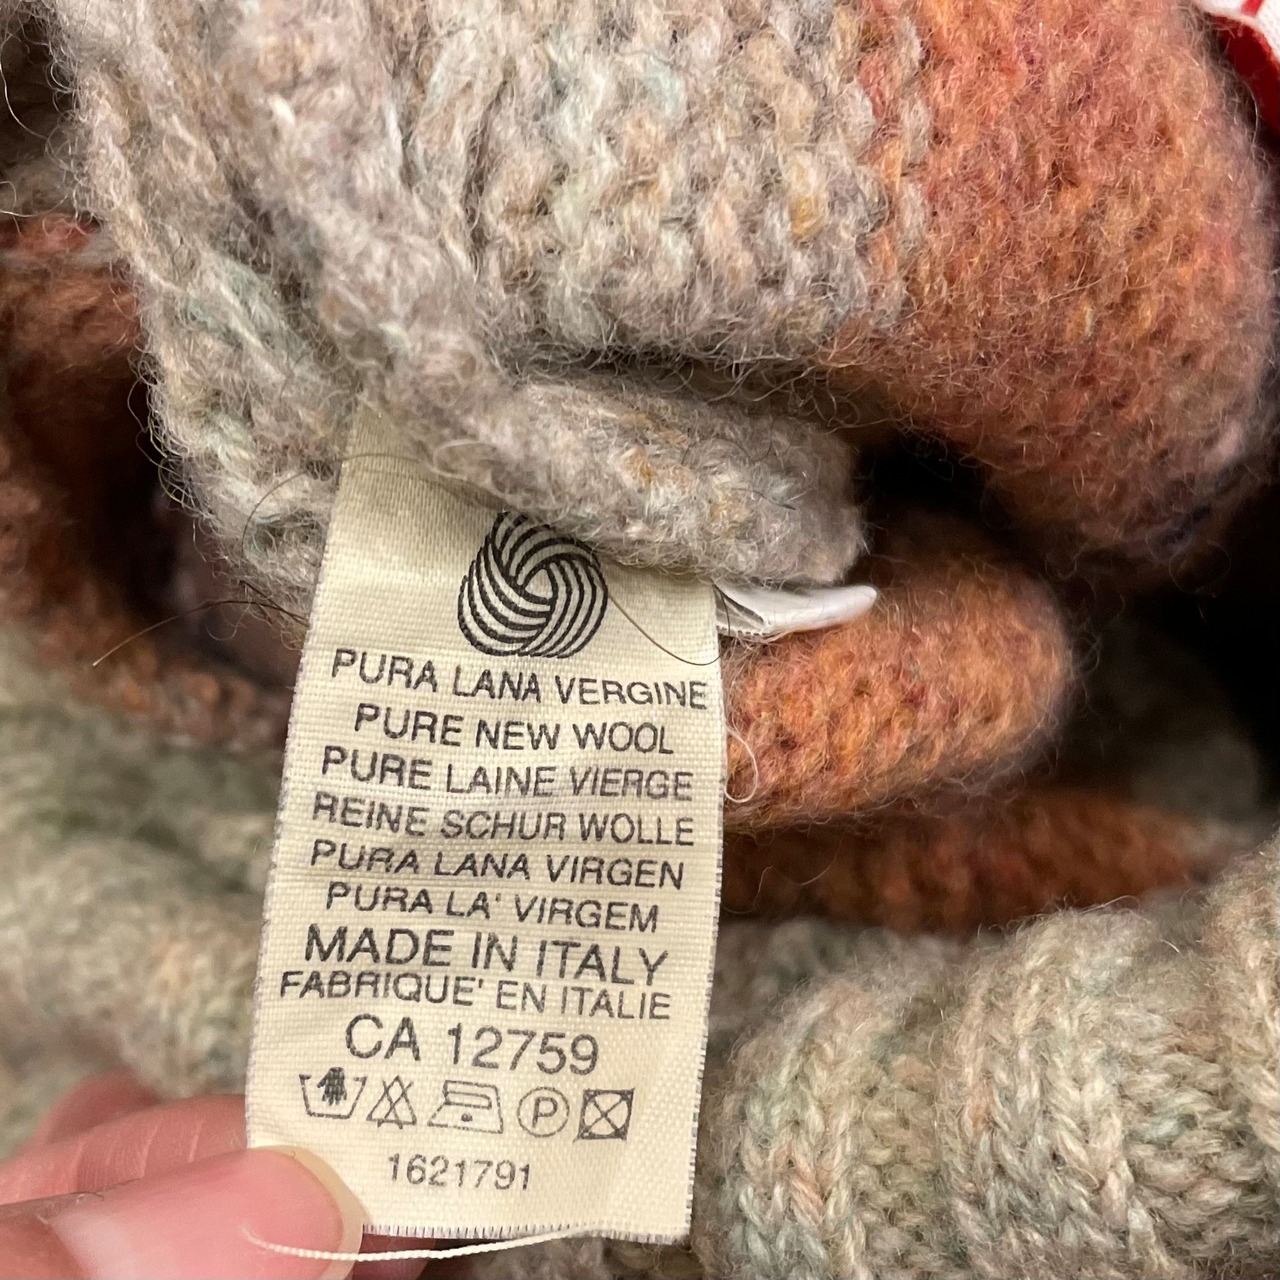 PURA LANA VERGINE
PURE NEW WOOL
PURE LAINE VIERGE
REINE SCHUR WOLLE
PURA LANA VIRGEN
PURA LA' VIRGEM
MADE IN ITALY
FABRIQUE' EN ITALIE
CA 12759
P
1621791